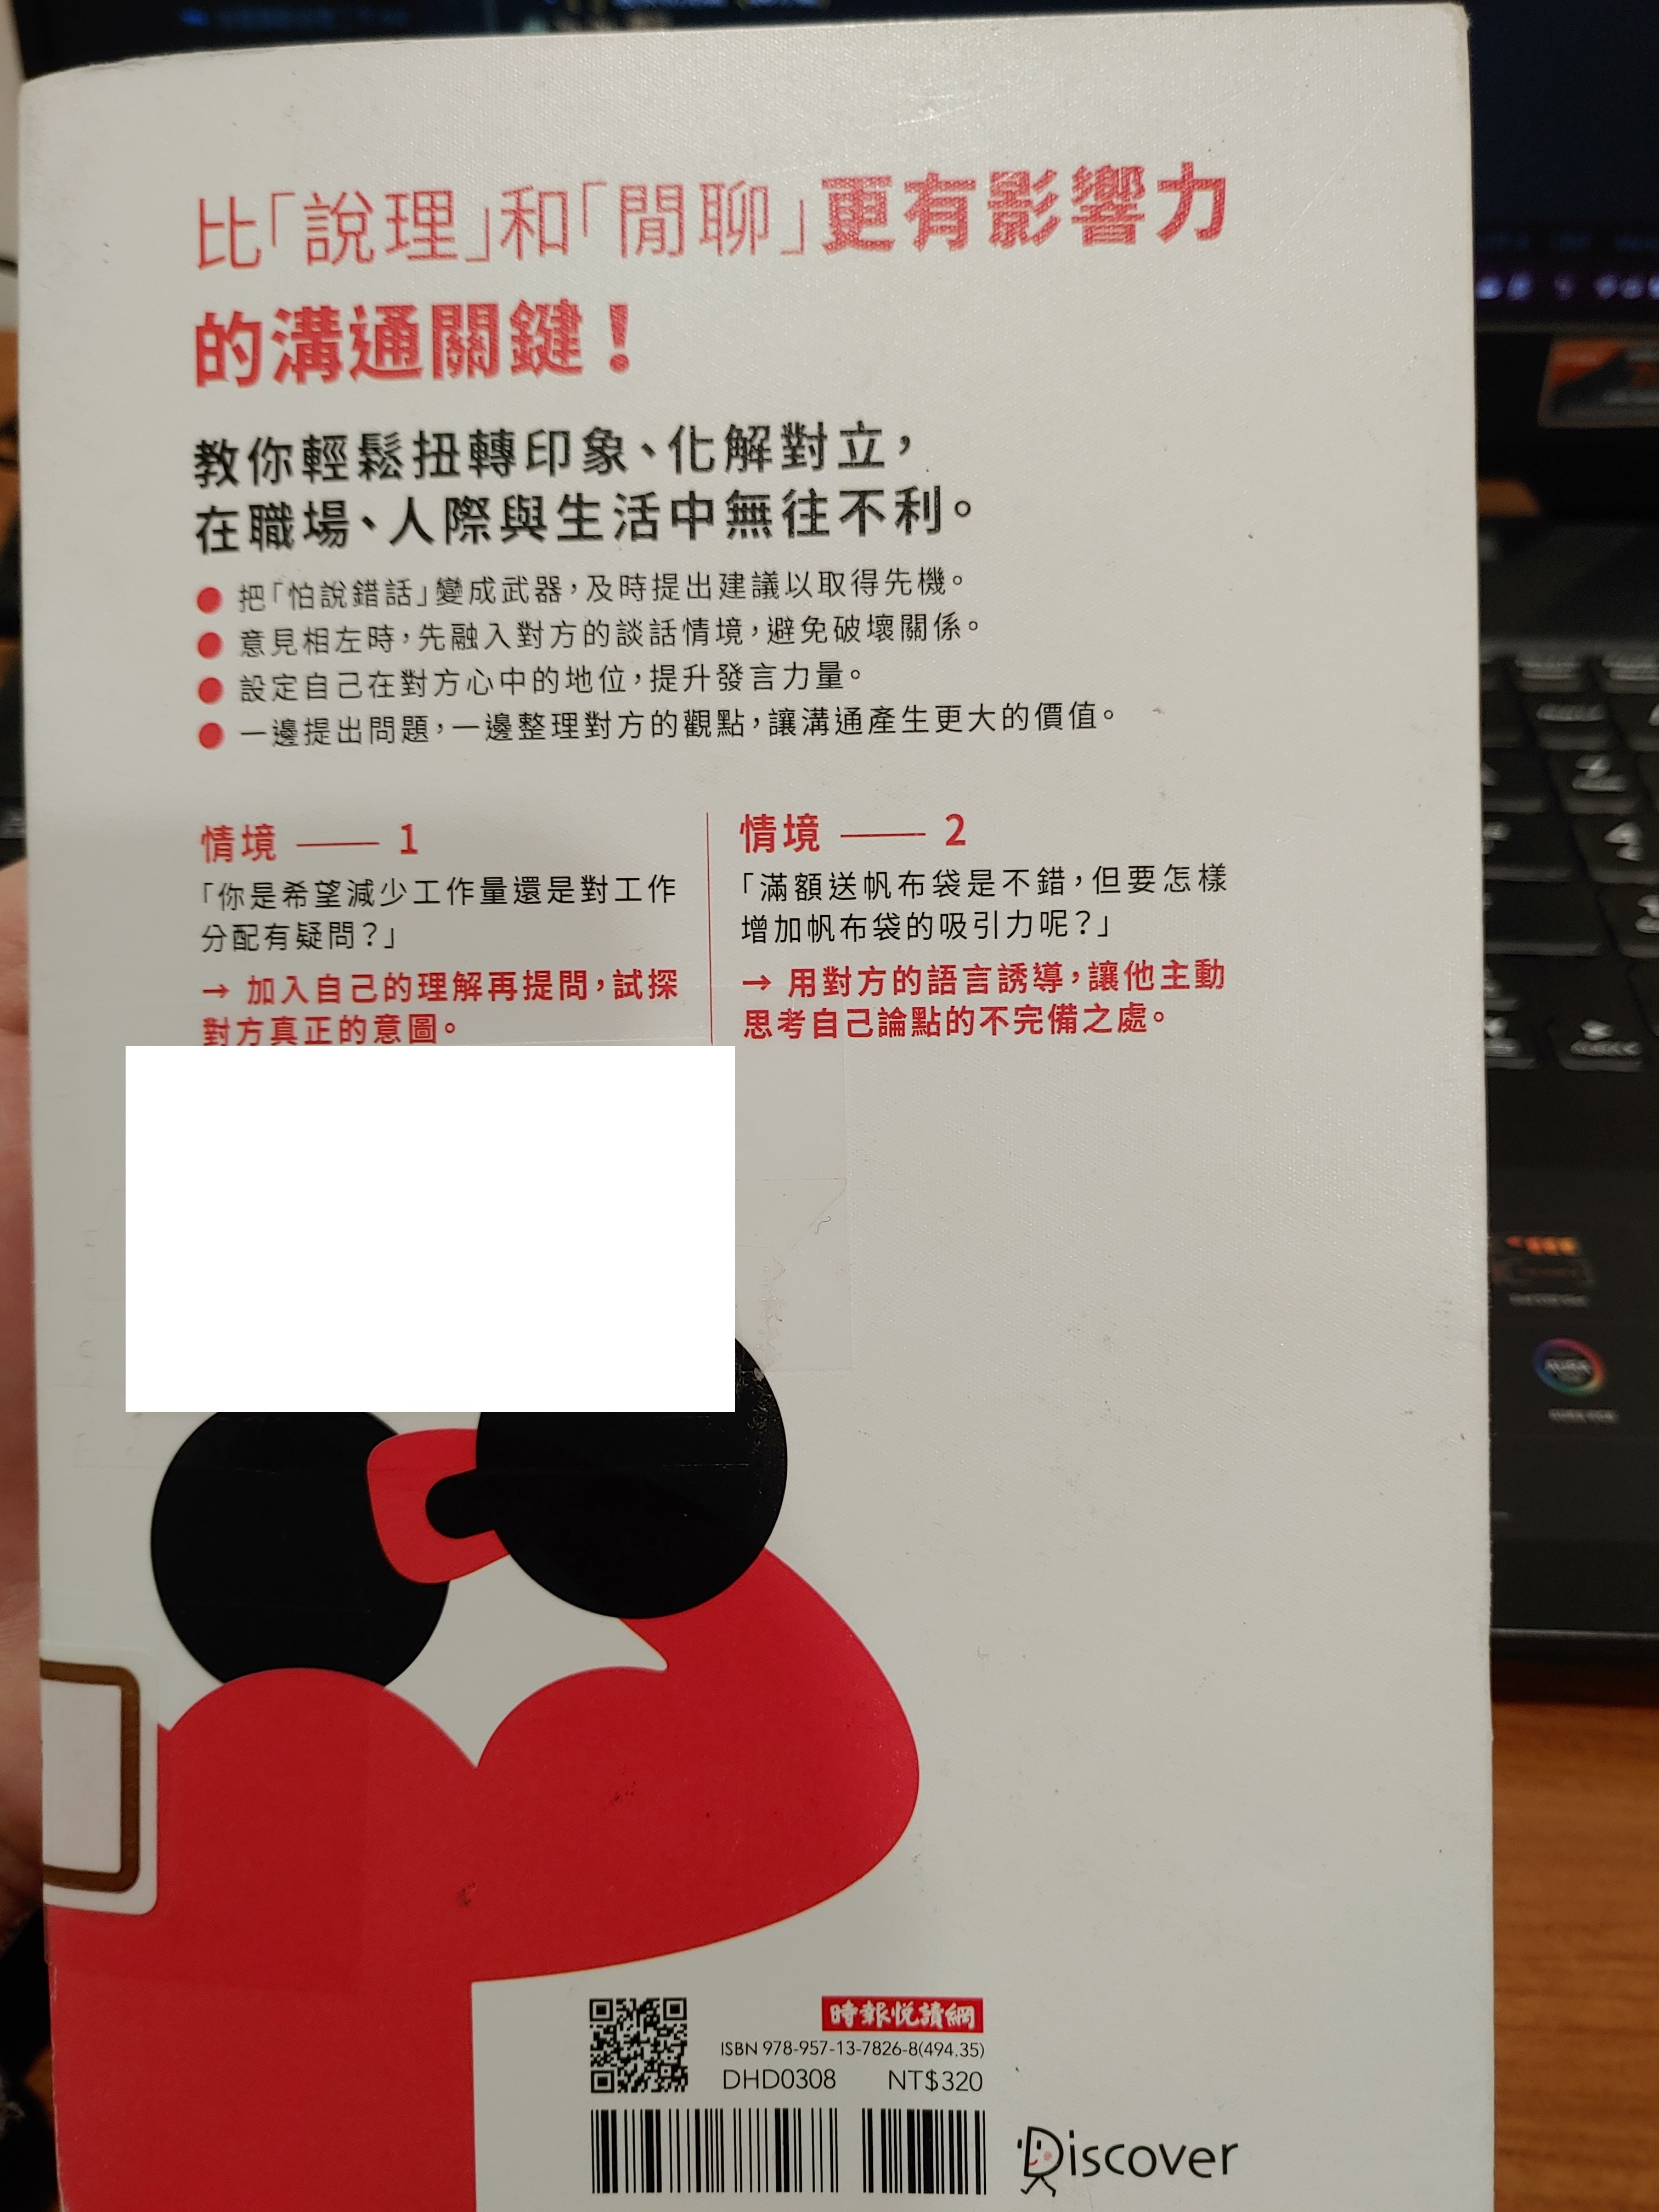 比「說理」和「閒聊」更有影響力
的溝通關鍵！
教你輕鬆扭轉印象、化解對立，
在職場、人際與生活中無往不利。
● 把「怕說錯話」變成武器，及時提出建議以取得先機。
● 意見相左時，先融入對方的談話情境，避免破壞關係。
● 設定自己在對方心中的地位，提升發言力量。
● 一邊提出問題，一邊整理對方的觀點，讓溝通產生更大的價值。
情境 —— 1
「你是希望減少工作量還是對工作
分配有疑問？」
→ 加入自己的理解再提問，試探
對方真正的意圖。
情境 —— 2
「滿額送帆布袋是不錯，但要怎樣
增加帆布袋的吸引力呢？」
→ 用對方的語言誘導，讓他主動
思考自己論點的不完備之處。
時報悅讀網
ISBN 978-957-13-7826-8(494.35)
DHD0308 NT$320
Discover